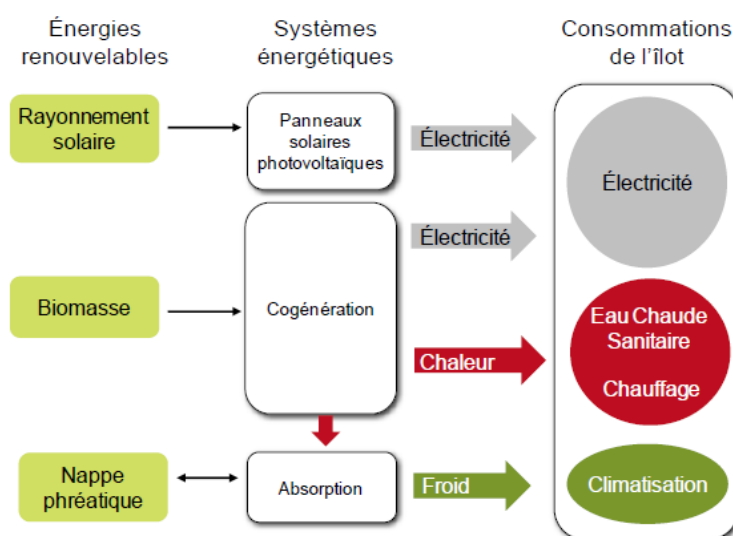 Énergies
renouvelables
Systèmes
énergétiques
Consommations
de l'îlot
Rayonnement
solaire
Panneaux
solaires
photovoltaïques
Électricité
Électricité
Électricité
Biomasse
Cogénération
Chaleur
Eau Chaude
Sanitaire
Chauffage
Nappe
phréatique
Absorption
Froid
Climatisation